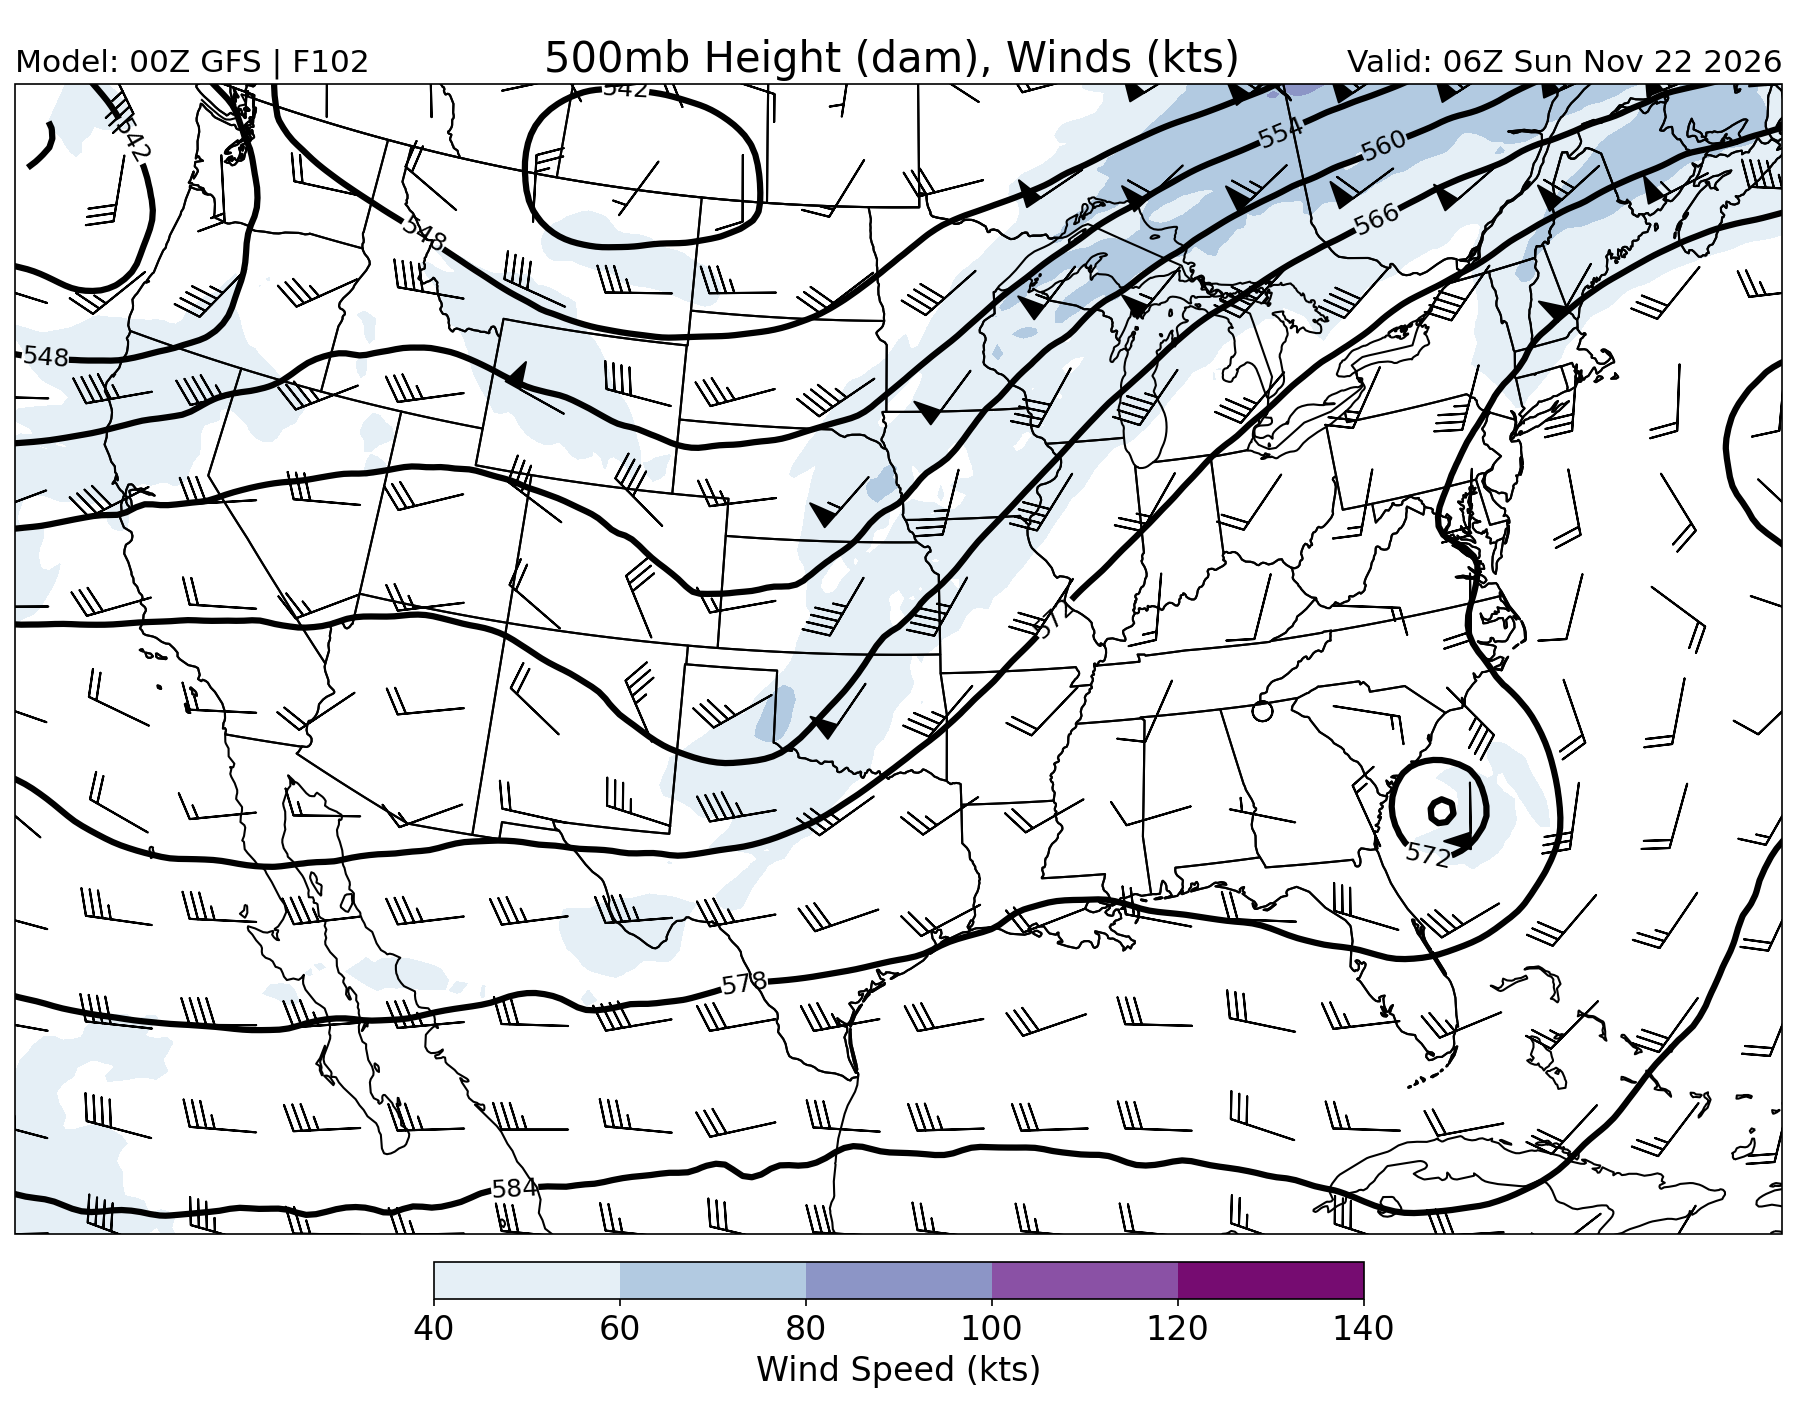 Model: 00Z GFS | F102
500mb Height (dam), Winds (kts)
Valid: 06Z Sun Nov 22 2026
542
542
554
560
566
548
548
572
578
584
40 60 80 100 120 140
Wind Speed (kts)